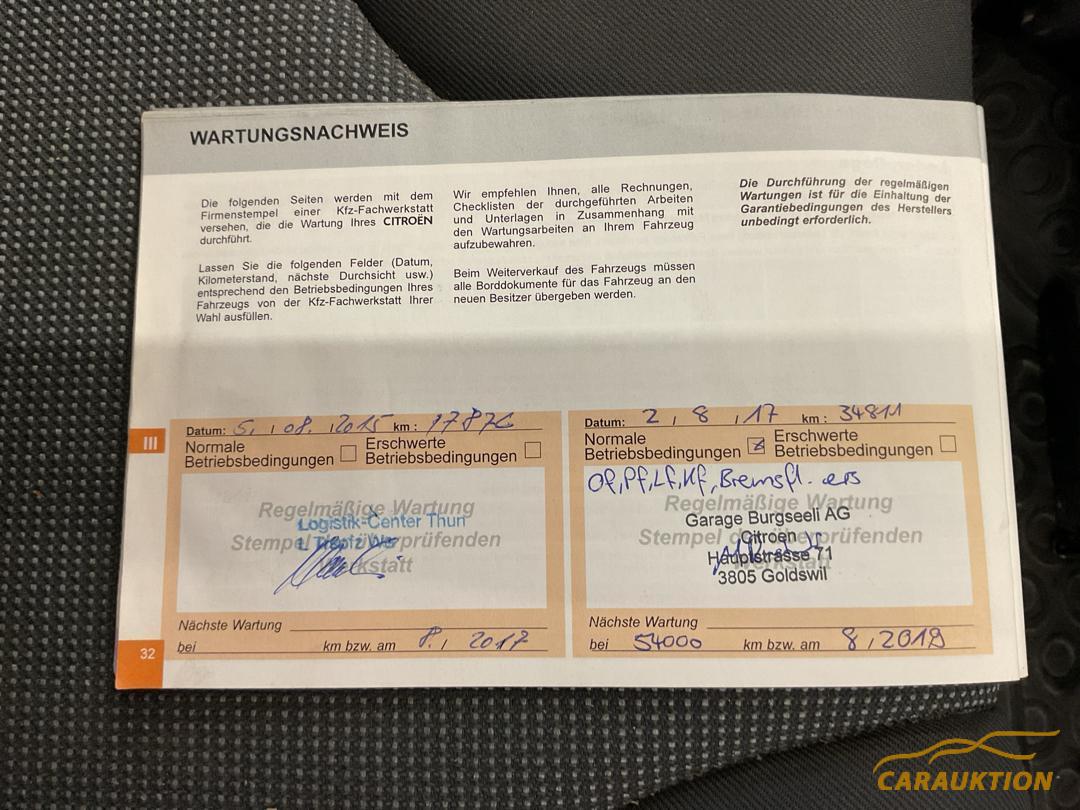 WARTUNGSNACHWEIS
Die folgenden Seiten werden mit dem
Firmenstempel einer Kfz-Fachwerkstatt
versehen, die die Wartung Ihres CITROËN
durchführt.
Lassen Sie die folgenden Felder (Datum,
Kilometerstand, nächste Durchsicht usw.)
entsprechend den Betriebsbedingungen Ihres
Fahrzeugs von der Kfz-Fachwerkstatt Ihrer
Wahl ausfüllen.
Wir empfehlen Ihnen, alle Rechnungen,
Checklisten der durchgeführten Arbeiten
und Unterlagen in Zusammenhang mit
den Wartungsarbeiten an Ihrem Fahrzeug
aufzubewahren.
Beim Weiterverkauf des Fahrzeugs müssen
alle Borddokumente für das Fahrzeug an den
neuen Besitzer übergeben werden.
Die Durchführung der regelmäßigen
Wartungen ist für die Einhaltung der
Garantiebedingungen des Herstellers
unbedingt erforderlich.
III
Datum: 5. / 08. / 2015 km: 17876
Normale
Betriebsbedingungen
Erschwerte
Betriebsbedingungen
Regelmäßige Wartung
Logistik-Center Thun
Stempel der überprüfenden
Werkstatt
Nächste Wartung
bei km bzw. am 8. / 2017
Datum: 2 / 8 / 17 km: 34811
Normale
Betriebsbedingungen
Erschwerte
Betriebsbedingungen
Of, Pf, Lf, Kf, Bremsfl. ers
Regelmäßige Wartung
Garage Burgseeli AG
Stempel der überprüfenden
Citroen
Werkstatt
Hauptstrasse 71
3805 Goldswil
Nächste Wartung
bei 54000 km bzw. am 8 / 2019
32
CARAUKTION